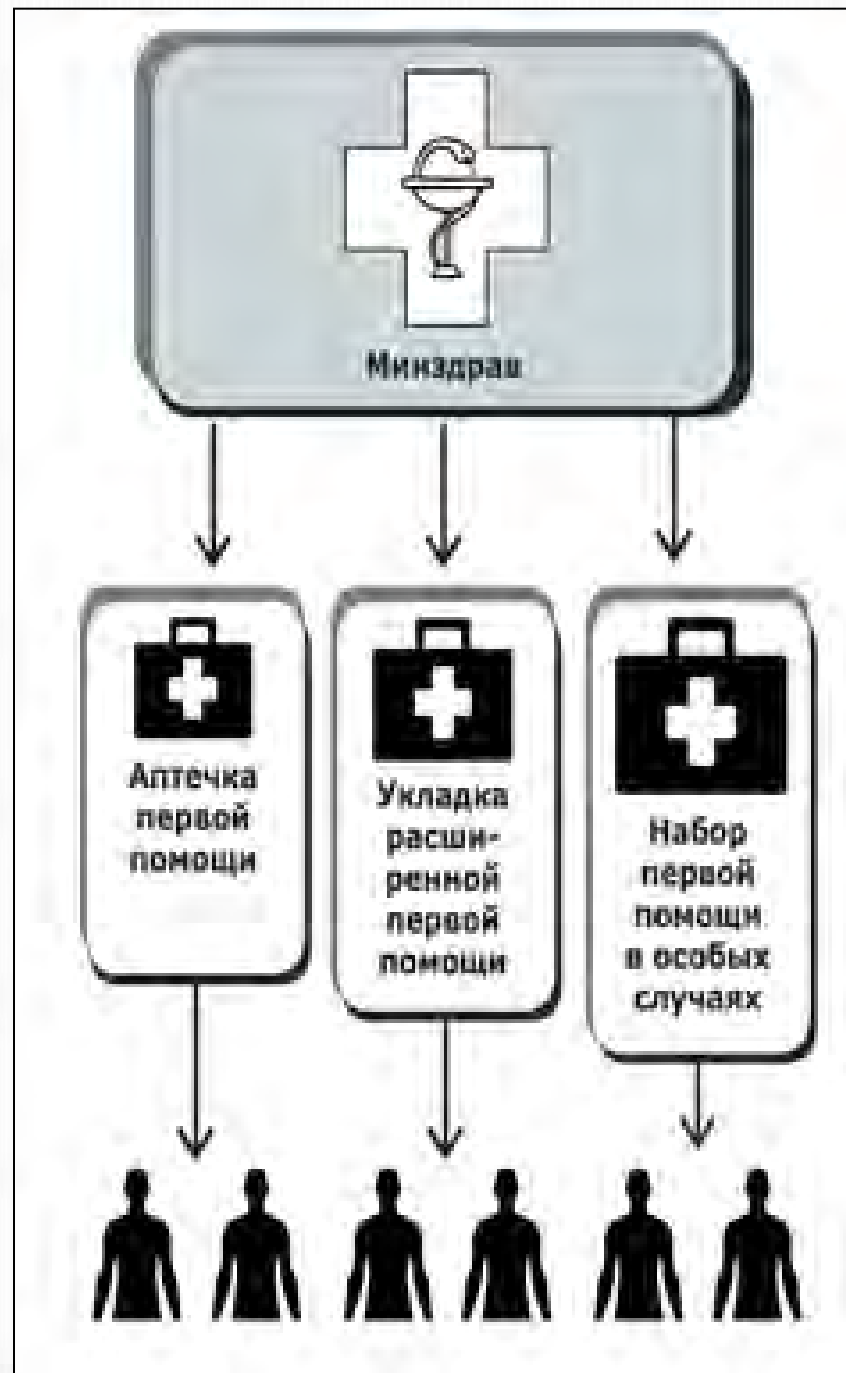 Минздрав
Аптечка
первой
помощи
Укладка
расши-
ренной
первой
помощи
Набор
первой
помощи
в особых
случаях